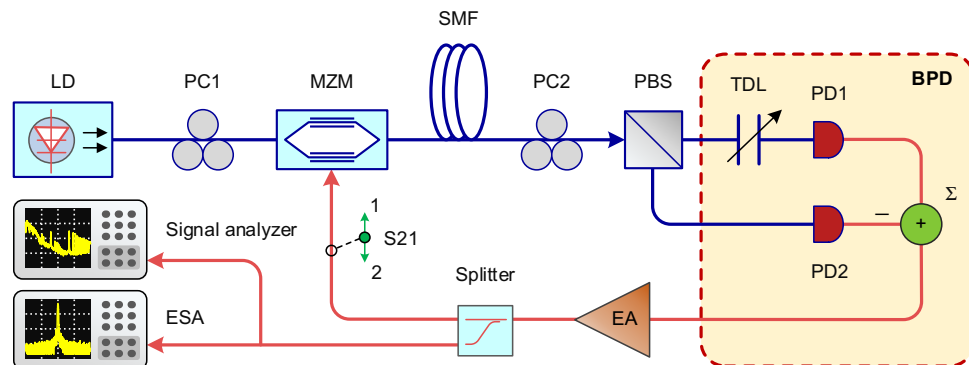 SMF
LD
PC1
MZM
PC2
PBS
TDL
PD1
BPD
Σ
1
S21
2
Signal analyzer
−
+
PD2
Splitter
EA
ESA